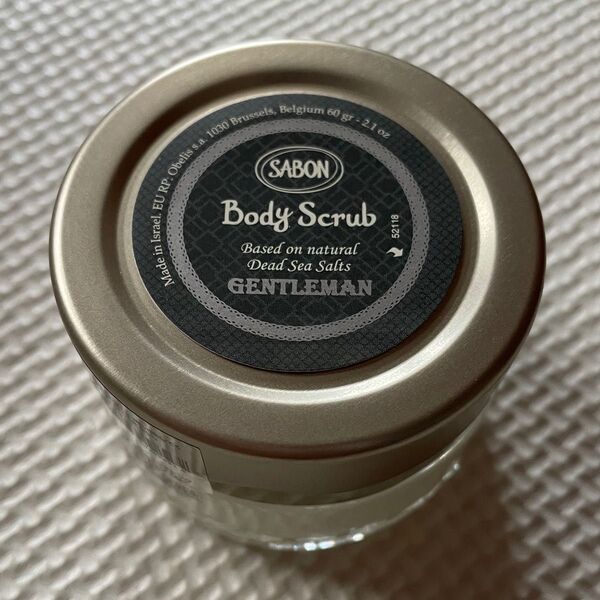 Made in Israel. EU RP: Obelis s.a. 1030 Brussels, Belgium 60 gr - 2.1 oz
SABON
Body Scrub
Based on natural
Dead Sea Salts
GENTLEMAN
52118